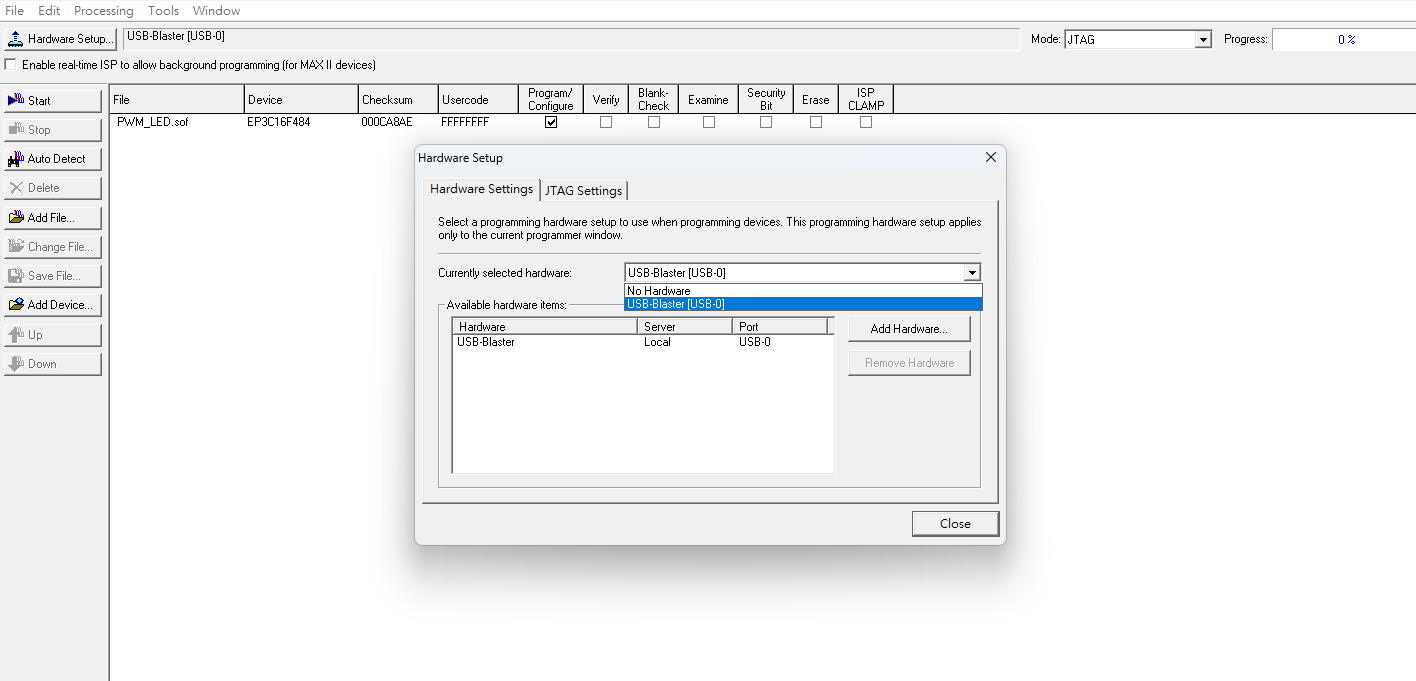 File Edit Processing Tools Window
Hardware Setup... USB-Blaster [USB-0] Mode: JTAG Progress: 0 %
Enable real-time ISP to allow background programming (for MAX II devices)
Start
Stop
Auto Detect
Delete
Add File...
Change File...
Save File...
Add Device...
Up
Down
File Device Checksum Usercode Program/ Configure Verify Blank- Check Examine Security Bit Erase ISP CLAMP
PWM_LED.sof EP3C16F484 000CA8AE FFFFFFFF
Hardware Setup
Hardware Settings JTAG Settings
Select a programming hardware setup to use when programming devices. This programming hardware setup applies
only to the current programmer window.
Currently selected hardware: USB-Blaster [USB-0]
No Hardware
USB-Blaster [USB-0]
Available hardware items:
Hardware Server Port
USB-Blaster Local USB-0
Add Hardware...
Remove Hardware
Close